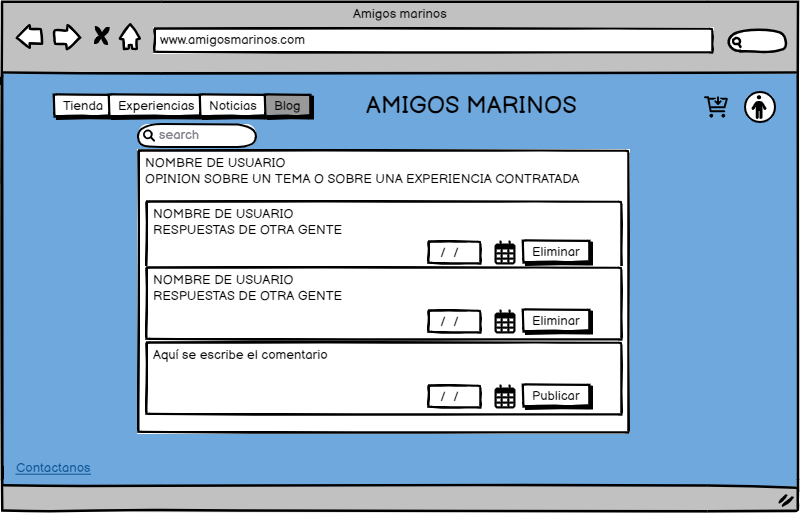 Amigos marinos
www.amigosmarinos.com
Tienda Experiencias Noticias Blog
AMIGOS MARINOS
search
NOMBRE DE USUARIO
OPINION SOBRE UN TEMA O SOBRE UNA EXPERIENCIA CONTRATADA
NOMBRE DE USUARIO
RESPUESTAS DE OTRA GENTE
/ / Eliminar
NOMBRE DE USUARIO
RESPUESTAS DE OTRA GENTE
/ / Eliminar
Aquí se escribe el comentario
/ / Publicar
Contactanos